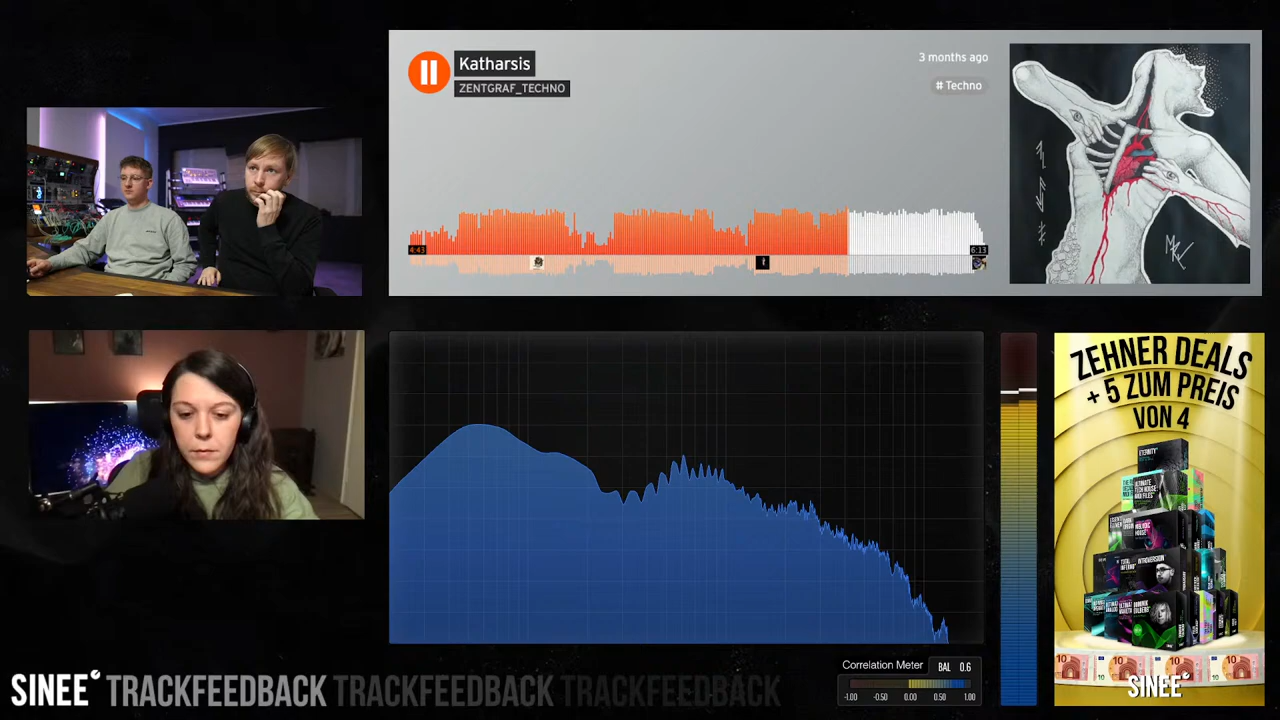 Katharsis
ZENTGRAF_TECHNO
3 months ago
# Techno
4:43
6:13
ZEHNER DEALS
+ 5 ZUM PREIS
VON 4
ETERNITY
SINEE
Correlation Meter
BAL 0.6
-1.00 -0.50 0.00 0.50 1.00
SINEE TRACKFEEDBACK TRACKFEEDBACK TRACKFEEDBACK